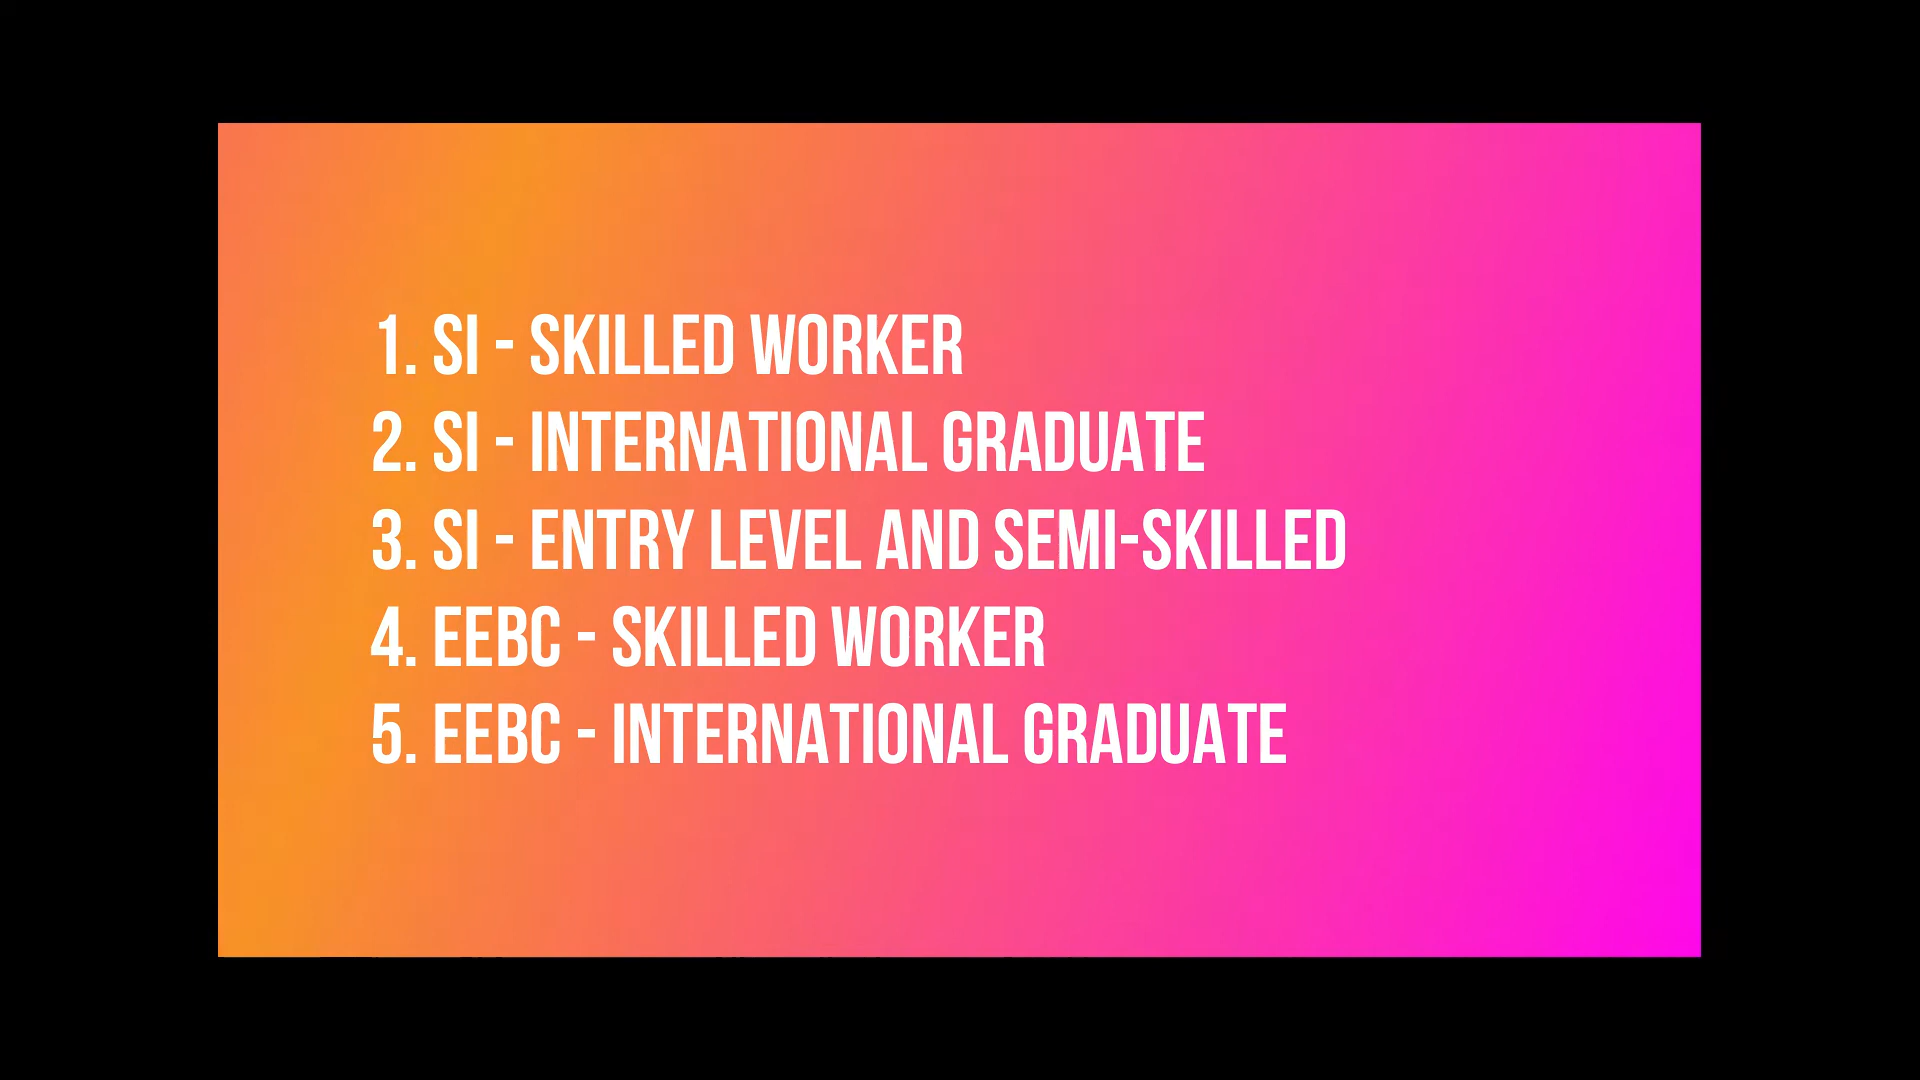 1. SI - SKILLED WORKER
2. SI - INTERNATIONAL GRADUATE
3. SI - ENTRY LEVEL AND SEMI-SKILLED
4. EEBC - SKILLED WORKER
5. EEBC - INTERNATIONAL GRADUATE